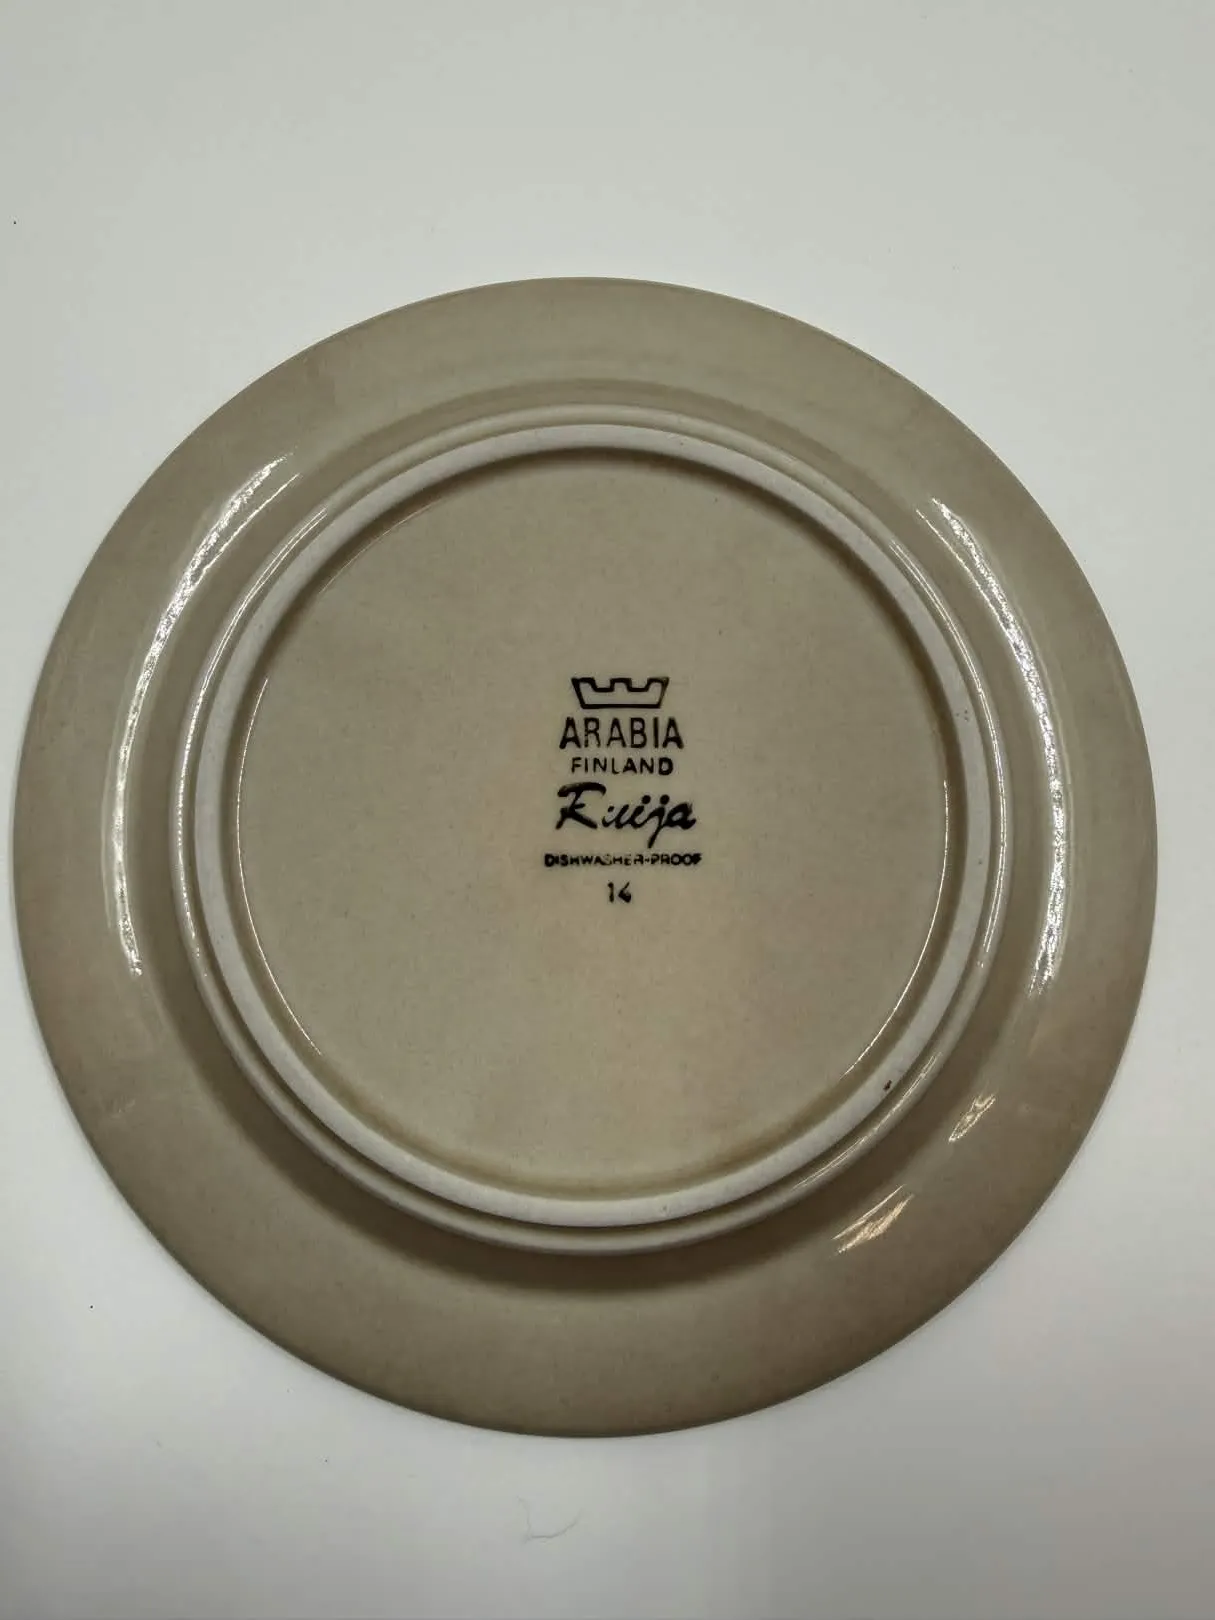 ARABIA
FINLAND
Ruija
DISHWASHER-PROOF
14